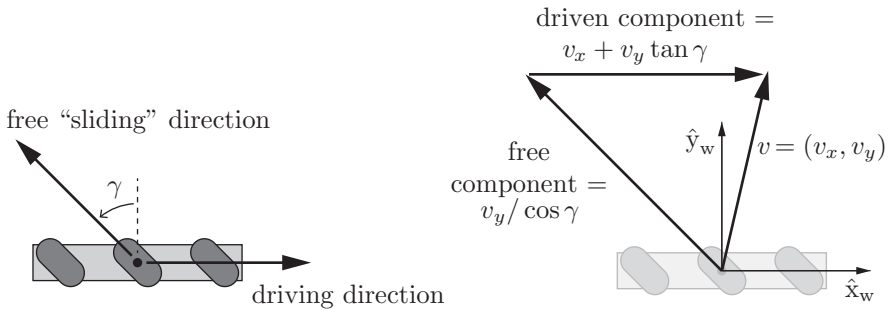 free “sliding” direction
γ
driving direction
driven component =
v_x + v_y tan γ
free
component =
v_y / cos γ
ŷ_w
v = (v_x, v_y)
x̂_w